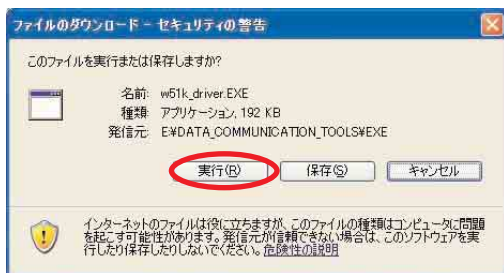 ファイルのダウンロード - セキュリティの警告
このファイルを実行または保存しますか?
名前: w51k_driver.EXE
種類: アプリケーション, 192 KB
発信元: E:¥DATA_COMMUNICATION_TOOLS¥EXE
実行(R) 保存(S) キャンセル
インターネットのファイルは役に立ちますが、このファイルの種類はコンピュータに問題
を起こす可能性があります。発信元が信頼できない場合は、このソフトウェアを実
行したり保存したりしないでください。危険性の説明